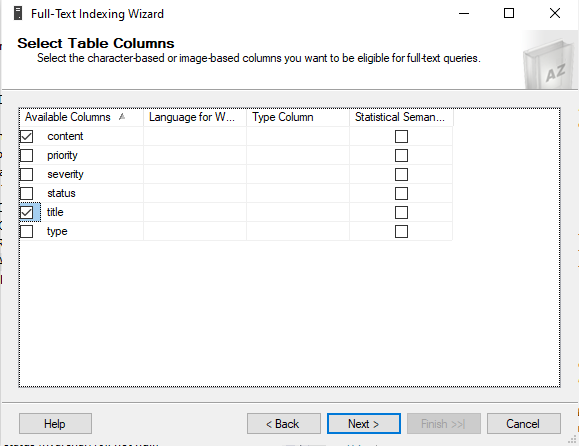 Full-Text Indexing Wizard
Select Table Columns
Select the character-based or image-based columns you want to be eligible for full-text queries.
AZ
Available Columns Language for W... Type Column Statistical Seman...
content
priority
severity
status
title
type
Help < Back Next > Finish >>| Cancel